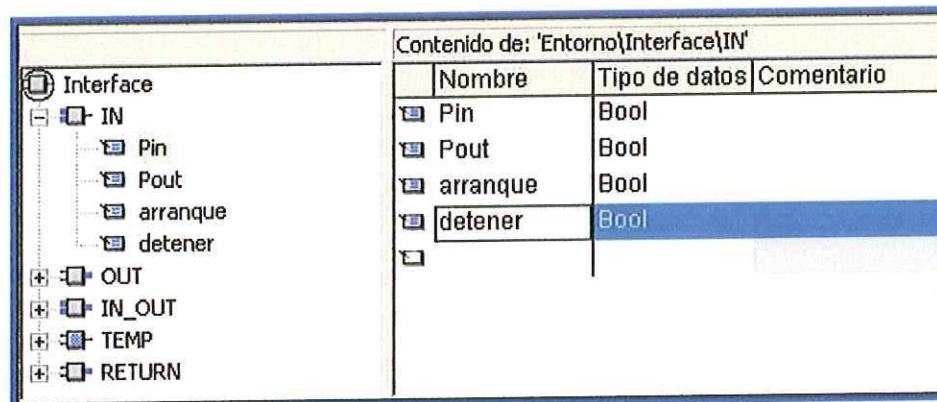 Contenido de: 'Entorno\Interface\IN'
Interface
IN
Pin
Pout
arranque
detener
OUT
IN_OUT
TEMP
RETURN
Nombre Tipo de datos Comentario
Pin Bool
Pout Bool
arranque Bool
detener Bool